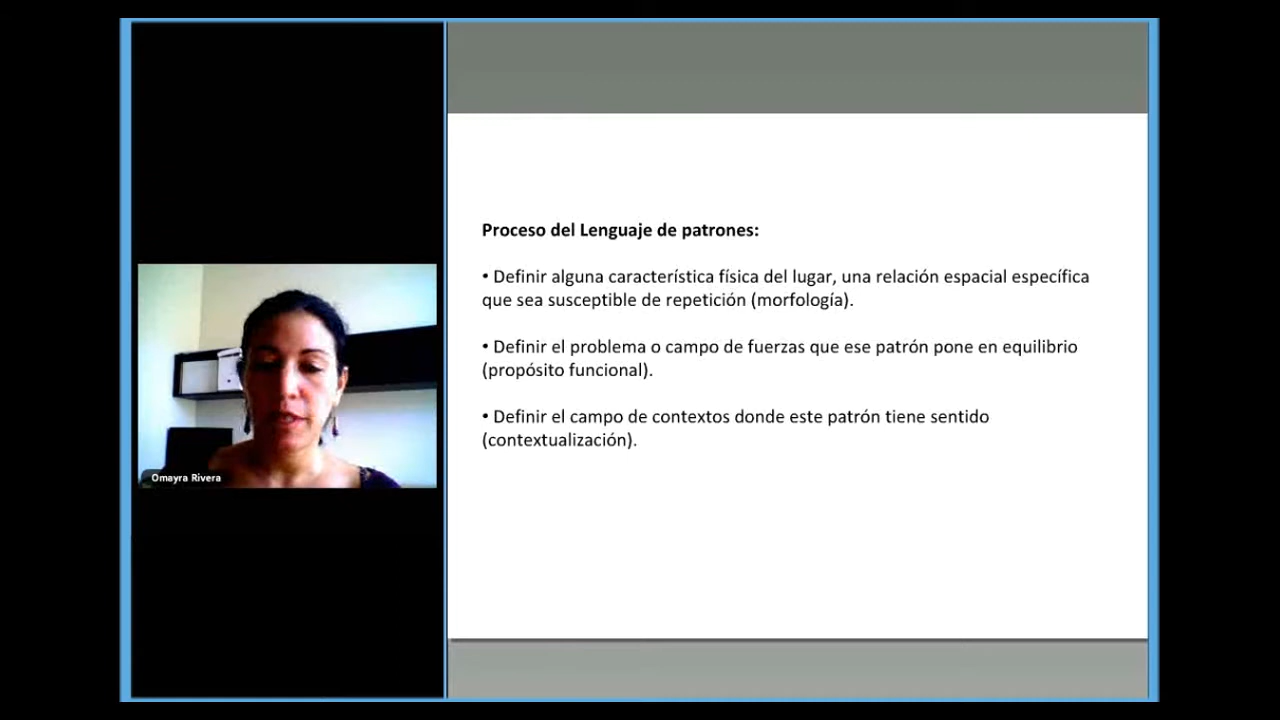 Proceso del Lenguaje de patrones:
• Definir alguna característica física del lugar, una relación espacial específica
que sea susceptible de repetición (morfología).
• Definir el problema o campo de fuerzas que ese patrón pone en equilibrio
(propósito funcional).
• Definir el campo de contextos donde este patrón tiene sentido
(contextualización).
Omayra Rivera